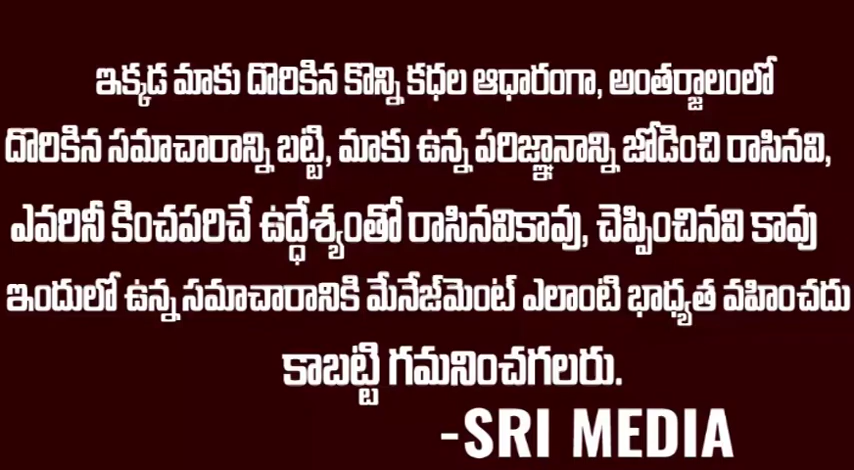 ఇక్కడ మాకు దొరికిన కొన్ని కధల ఆధారంగా, అంతర్జాలంలో
దొరికిన సమాచారాన్ని బట్టి, మాకు ఉన్న పరిజ్ఞానాన్ని జోడించి రాసినవి,
ఎవరినీ కించపరిచే ఉద్ధేశ్యంతో రాసినవికావు, చెప్పించినవి కావు
ఇందులో ఉన్న సమాచారానికి మేనేజ్‌మెంట్ ఎలాంటి భాధ్యత వహించదు
కాబట్టి గమనించగలరు.
-SRI MEDIA